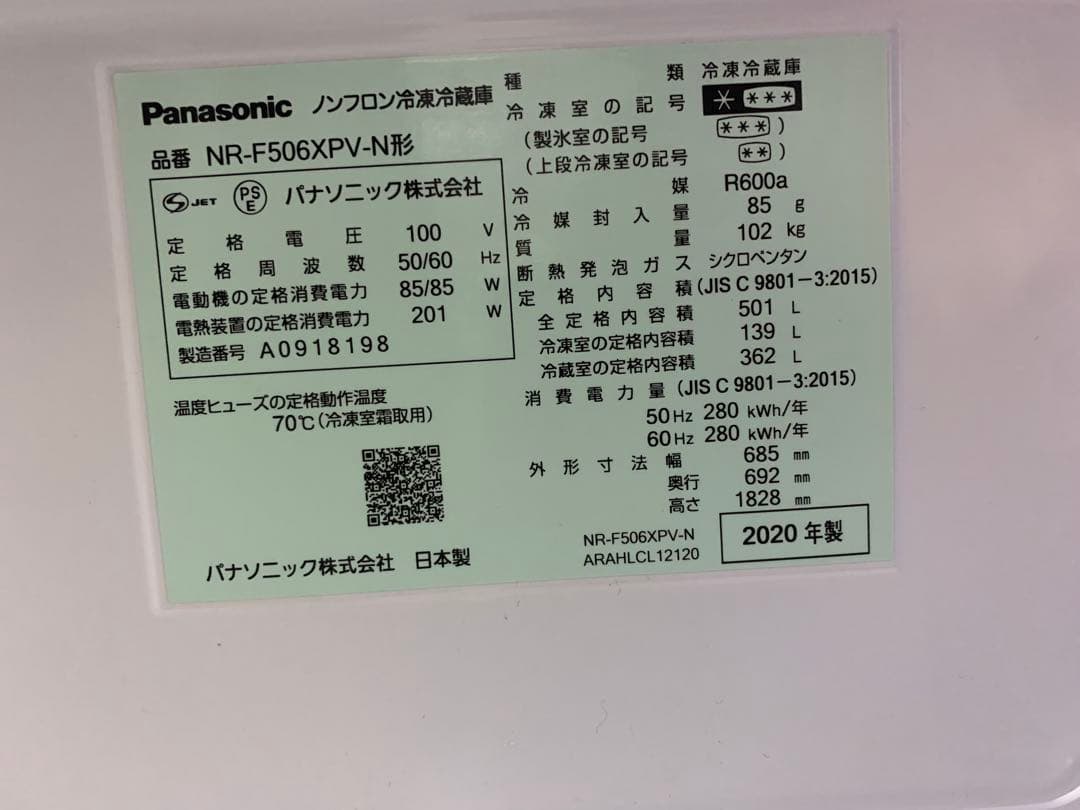 Panasonic ノンフロン冷凍冷蔵庫
品番 NR-F506XPV-N形
S JET PS E パナソニック株式会社
定格電圧 100 V
定格周波数 50/60 Hz
電動機の定格消費電力 85/85 W
電熱装置の定格消費電力 201 W
製造番号 A0918198
温度ヒューズの定格動作温度
70℃(冷凍室霜取用)
パナソニック株式会社 日本製
種類 冷凍冷蔵庫
冷凍室の記号 * ***
(製氷室の記号 *** )
(上段冷凍室の記号 ** )
冷媒 R600a
冷媒封入量 85 g
質量 102 kg
断熱発泡ガス シクロペンタン
定格内容積 (JIS C 9801-3:2015)
全定格内容積 501 L
冷凍室の定格内容積 139 L
冷蔵室の定格内容積 362 L
消費電力量 (JIS C 9801-3:2015)
50Hz 280 kWh/年
60Hz 280 kWh/年
外形寸法 幅 685 mm
奥行 692 mm
高さ 1828 mm
NR-F506XPV-N
ARAHLCL12120
2020年製